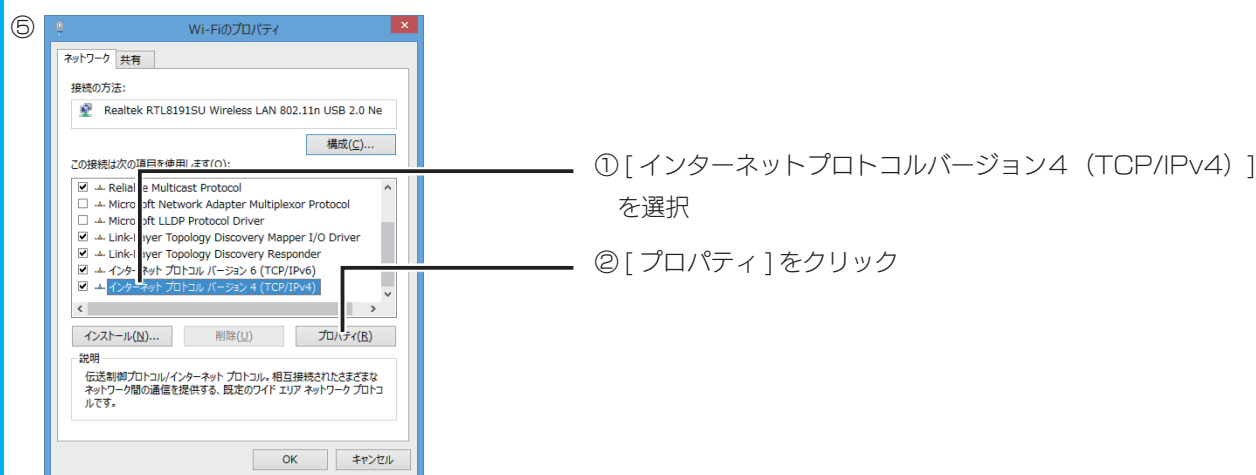 ⑤
Wi-Fiのプロパティ
ネットワーク 共有
接続の方法:
Realtek RTL8191SU Wireless LAN 802.11n USB 2.0 Ne
構成(C)...
この接続は次の項目を使用します(O):
Reliable Multicast Protocol
Microsoft Network Adapter Multiplexor Protocol
Microsoft LLDP Protocol Driver
Link-Layer Topology Discovery Mapper I/O Driver
Link-Layer Topology Discovery Responder
インターネット プロトコル バージョン 6 (TCP/IPv6)
インターネット プロトコル バージョン 4 (TCP/IPv4)
インストール(N)... 削除(U) プロパティ(R)
説明
伝送制御プロトコル/インターネット プロトコル。相互接続されたさまざまな
ネットワーク間の通信を提供する、既定のワイド エリア ネットワーク プロトコ
ルです。
OK キャンセル
① [ インターネットプロトコルバージョン4（TCP/IPv4）]
を選択
② [ プロパティ ] をクリック